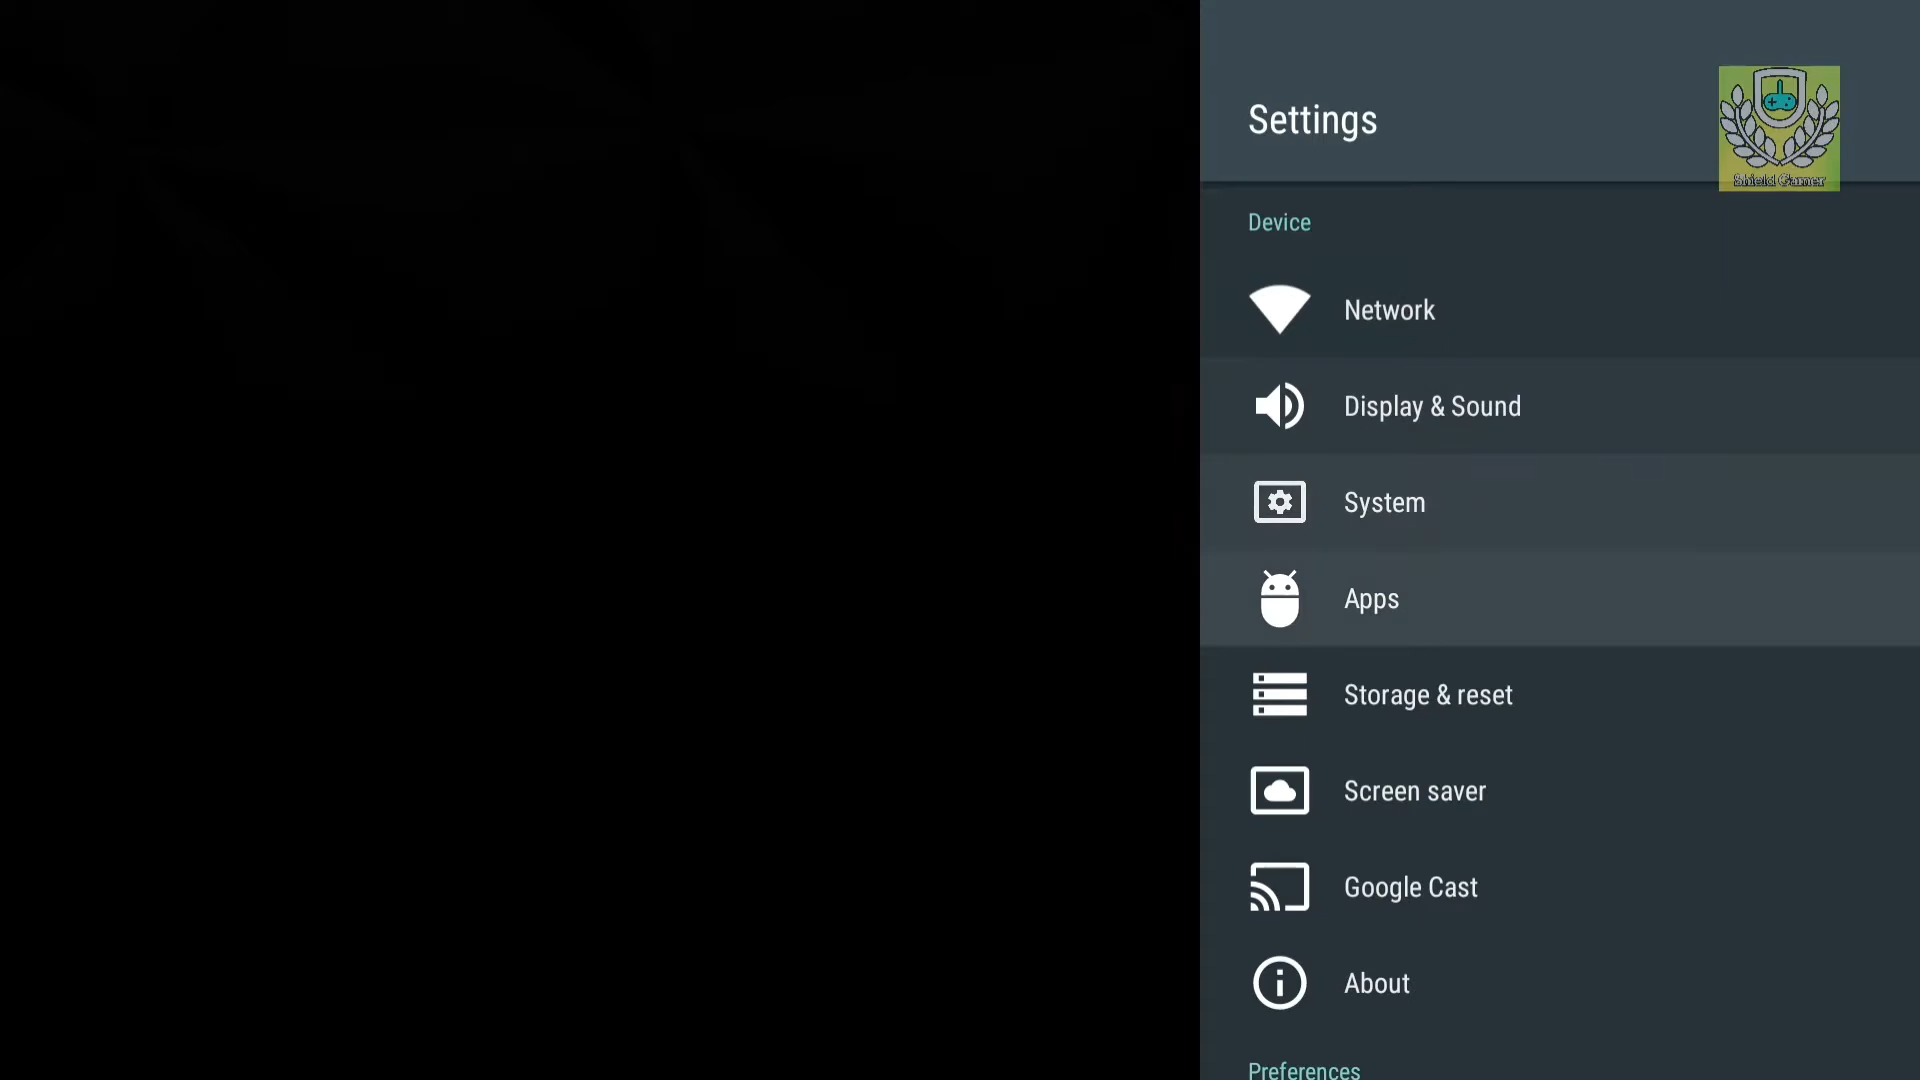 Settings
Shield Gamer
Device
Network
Display & Sound
System
Apps
Storage & reset
Screen saver
Google Cast
About
Preferences